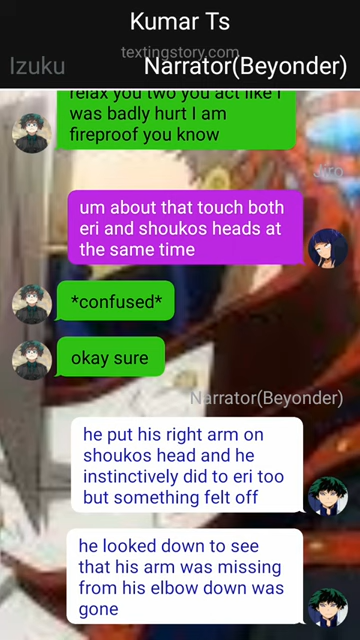 Kumar Ts
textingstory.com
Izuku
Narrator(Beyonder)
relax you two you act like I
was badly hurt I am
fireproof you know
Jyro
um about that touch both
eri and shoukos heads at
the same time
*confused*
okay sure
Narrator(Beyonder)
he put his right arm on
shoukos head and he
instinctively did to eri too
but something felt off
he looked down to see
that his arm was missing
from his elbow down was
gone